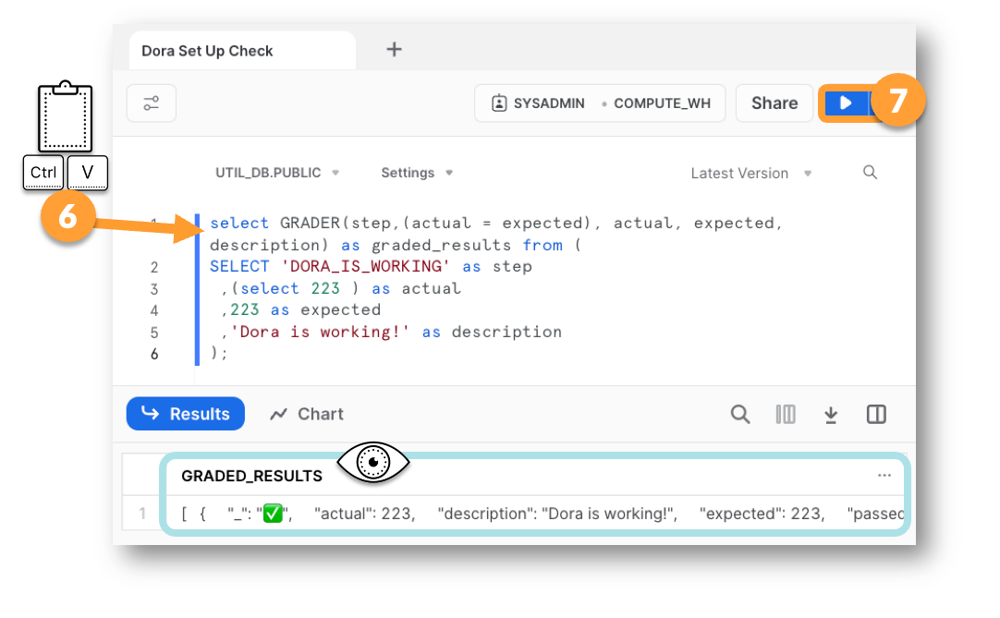 Dora Set Up Check
+
SYSADMIN • COMPUTE_WH
Share
7
Ctrl V
6
UTIL_DB.PUBLIC
Settings
Latest Version
1 select GRADER(step,(actual = expected), actual, expected,
description) as graded_results from (
2 SELECT 'DORA_IS_WORKING' as step
3 ,(select 223 ) as actual
4 ,223 as expected
5 ,'Dora is working!' as description
6 );
Results
Chart
GRADED_RESULTS
...
1 [ { "_": "✅", "actual": 223, "description": "Dora is working!", "expected": 223, "passed